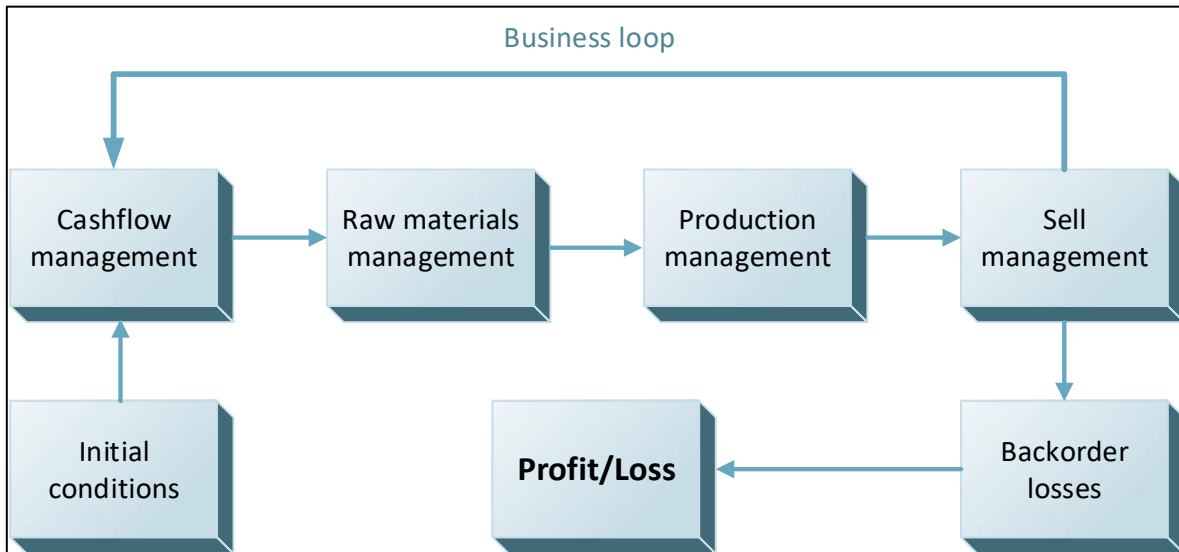 Business loop
Cashflow
management
Raw materials
management
Production
management
Sell
management
Initial
conditions
Profit/Loss
Backorder
losses